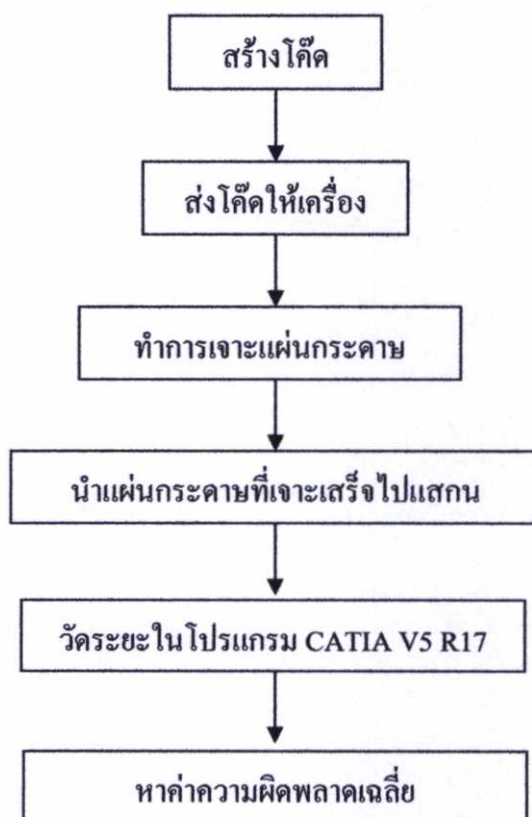 สร้างโค๊ด
ส่งโค๊ดให้เครื่อง
ทำการเจาะแผ่นกระดาษ
นำแผ่นกระดาษที่เจาะเสร็จไปแสกน
วัดระยะในโปรแกรม CATIA V5 R17
หาค่าความผิดพลาดเฉลี่ย